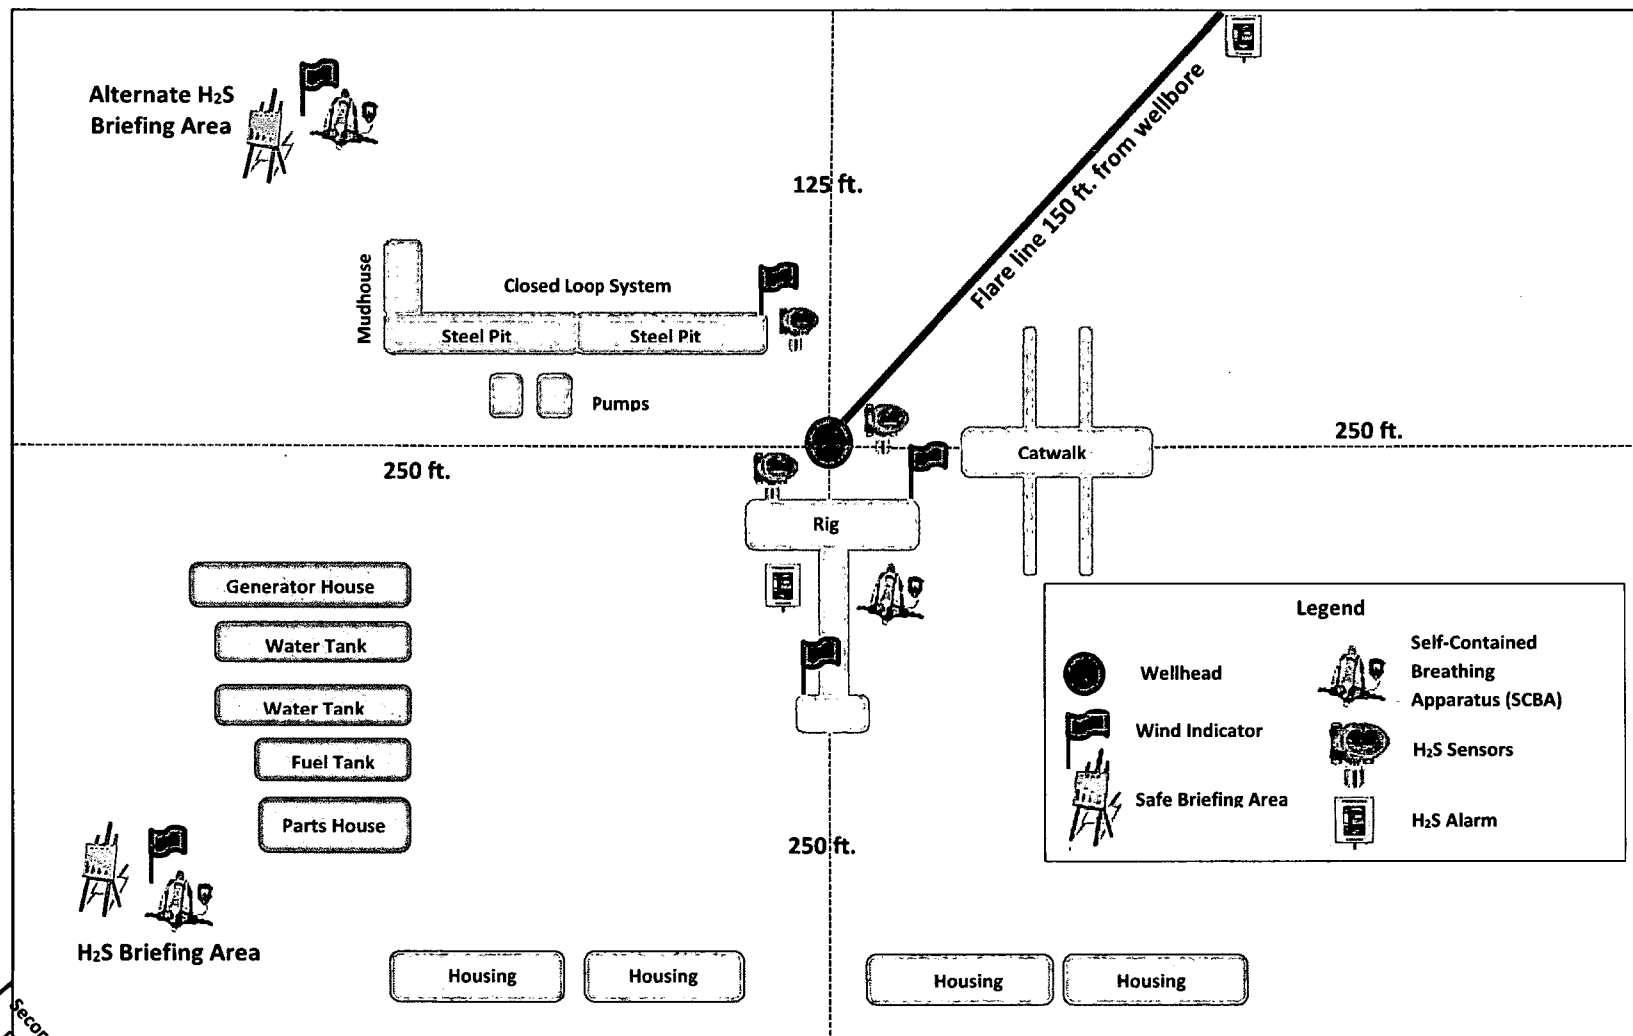 Alternate H₂S
Briefing Area
125 ft.
Flare line 150 ft. from wellbore
Mudhouse
Closed Loop System
Steel Pit
Steel Pit
Pumps
250 ft.
250 ft.
Catwalk
Rig
Generator House
Water Tank
Water Tank
Fuel Tank
Parts House
250 ft.
H₂S Briefing Area
Housing
Housing
Housing
Housing
Legend
Wellhead
Wind Indicator
Safe Briefing Area
Self-Contained
Breathing
Apparatus (SCBA)
H₂S Sensors
H₂S Alarm